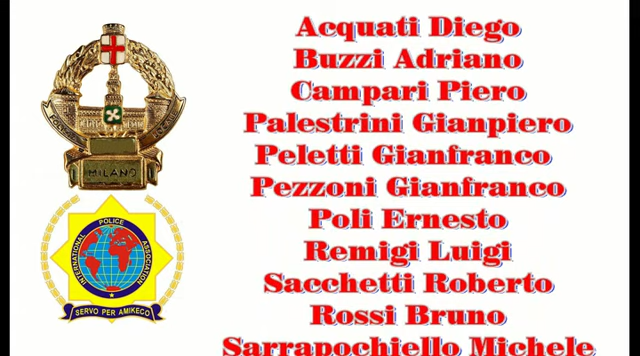 Acquati Diego
Buzzi Adriano
Campari Piero
Palestrini Gianpiero
Peletti Gianfranco
Pezzoni Gianfranco
Poli Ernesto
Remigi Luigi
Sacchetti Roberto
Rossi Bruno
Sarrapochiello Michele
MILANO
INTERNATIONAL POLICE ASSOCIATION
SERVO PER AMIKECO